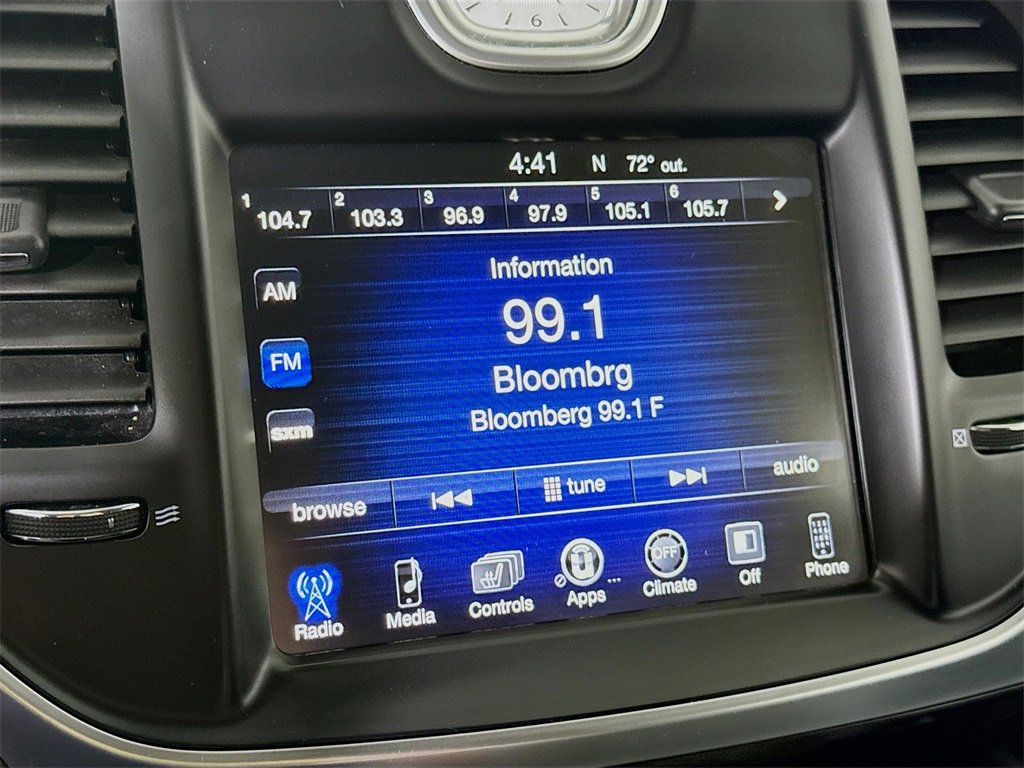 6
4:41 N 72° out.
1 104.7 2 103.3 3 96.9 4 97.9 5 105.1 6 105.7
Information
AM
99.1
FM
Bloombrg
Bloomberg 99.1 F
sxm
browse tune audio
OFF
Radio Media Controls Apps ... Climate Off Phone